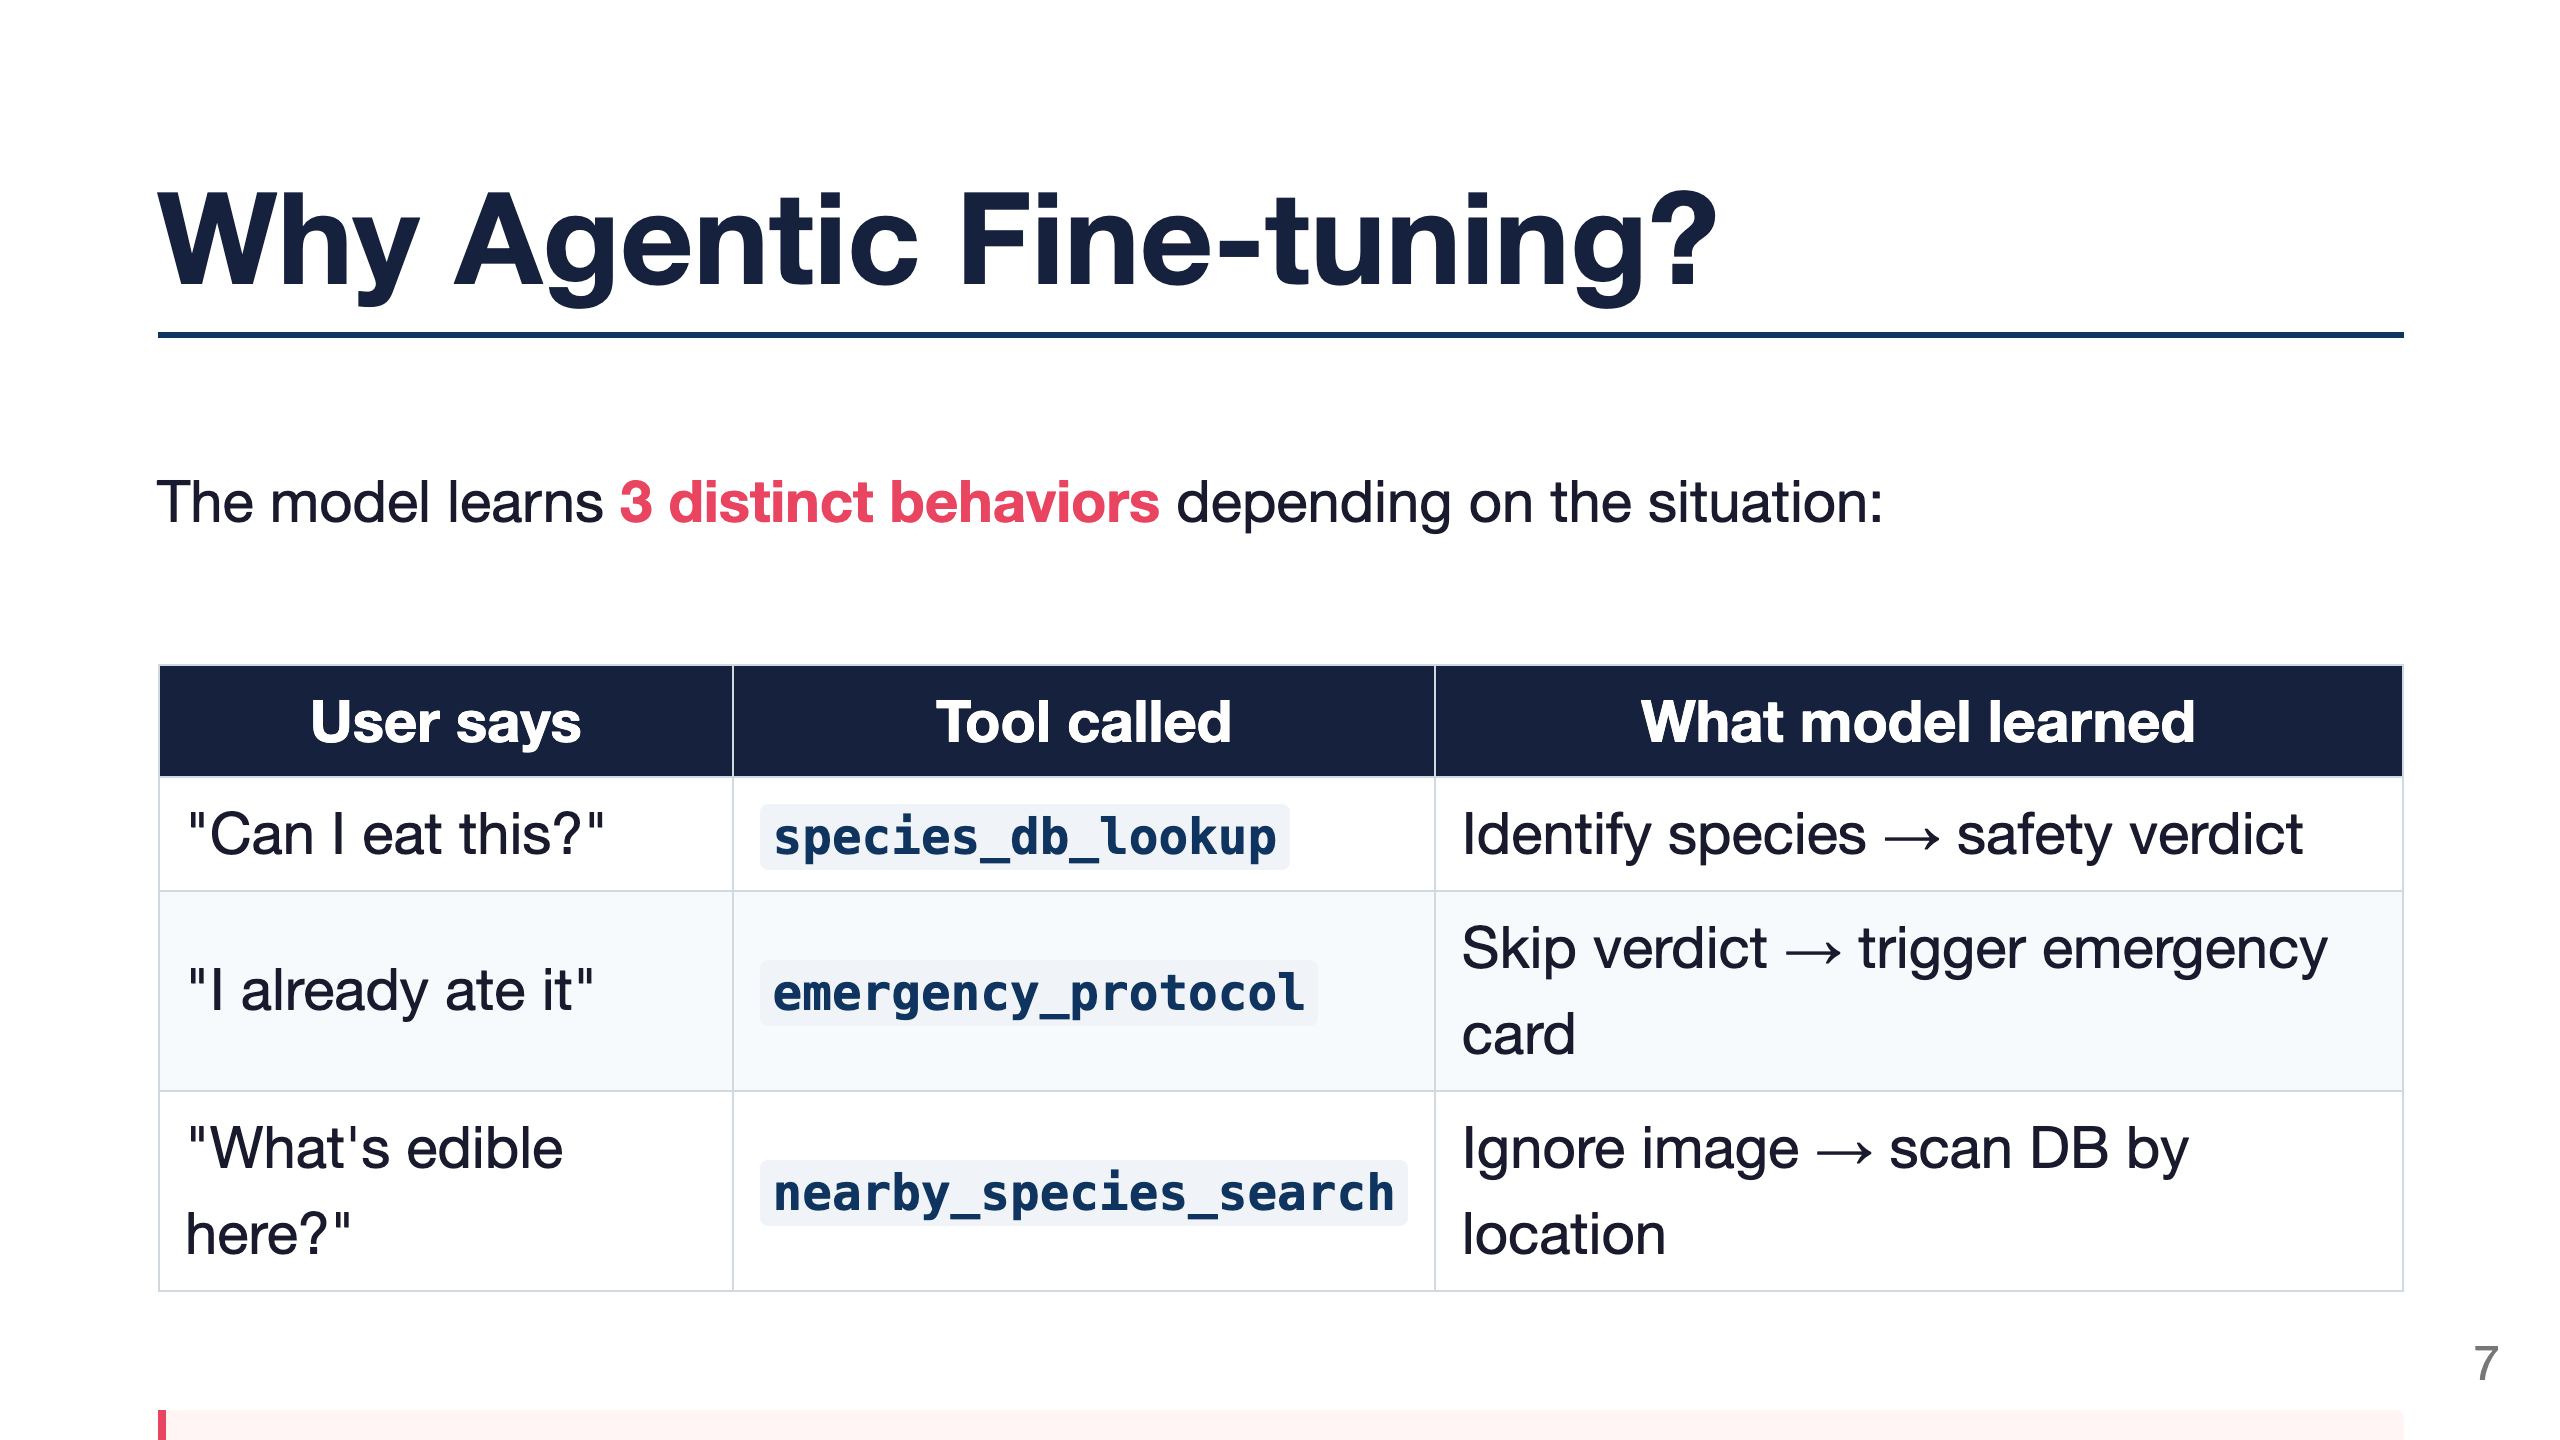 Why Agentic Fine-tuning?
The model learns 3 distinct behaviors depending on the situation:
User says Tool called What model learned
"Can I eat this?" species_db_lookup Identify species → safety verdict
"I already ate it" emergency_protocol Skip verdict → trigger emergency
card
"What's edible
here?" nearby_species_search Ignore image → scan DB by
location
7